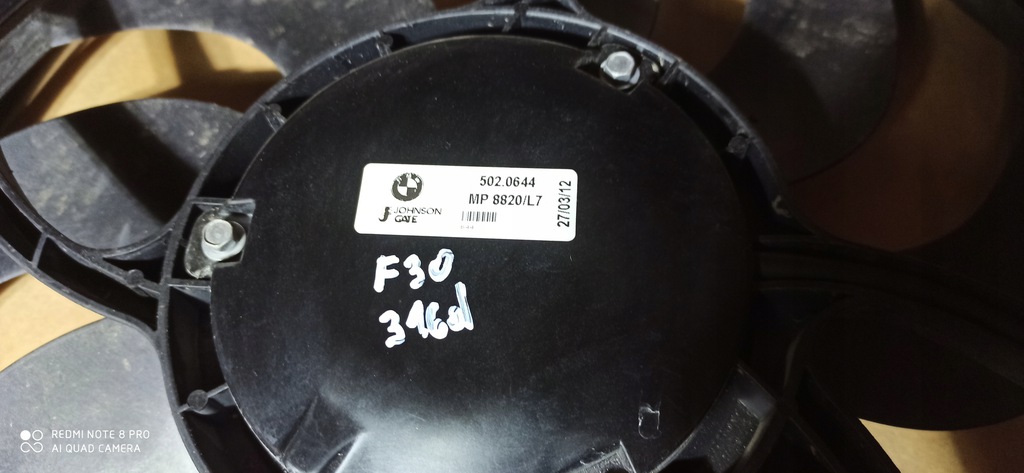 502.0644
MP 8820/L7
27/03/12
JOHNSON
GATE
F30
316d
REDMI NOTE 8 PRO
AI QUAD CAMERA